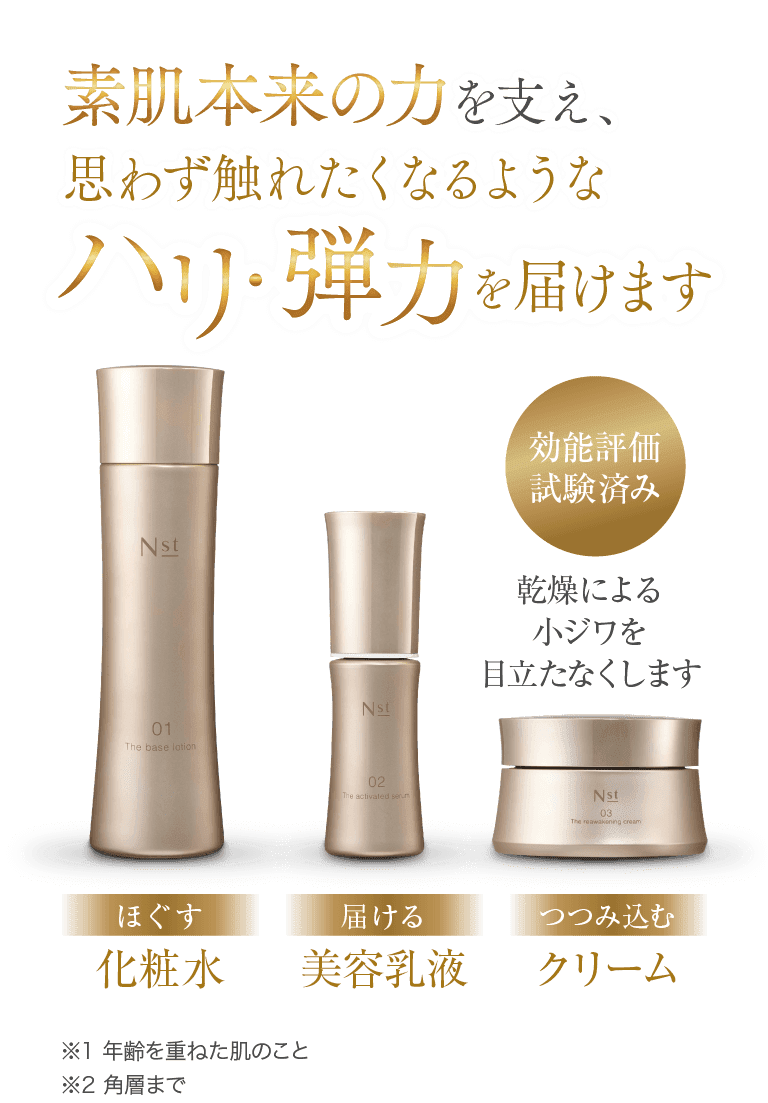 素肌本来の力を支え、
思わず触れたくなるような
ハリ・弾力を届けます
効能評価
試験済み
乾燥による
小ジワを
目立たなくします
Nst
01
The base lotion
Nst
02
The activated serum
Nst
03
The reawakening cream
ほぐす
化粧水
届ける
美容乳液
つつみ込む
クリーム
※1 年齢を重ねた肌のこと
※2 角層まで